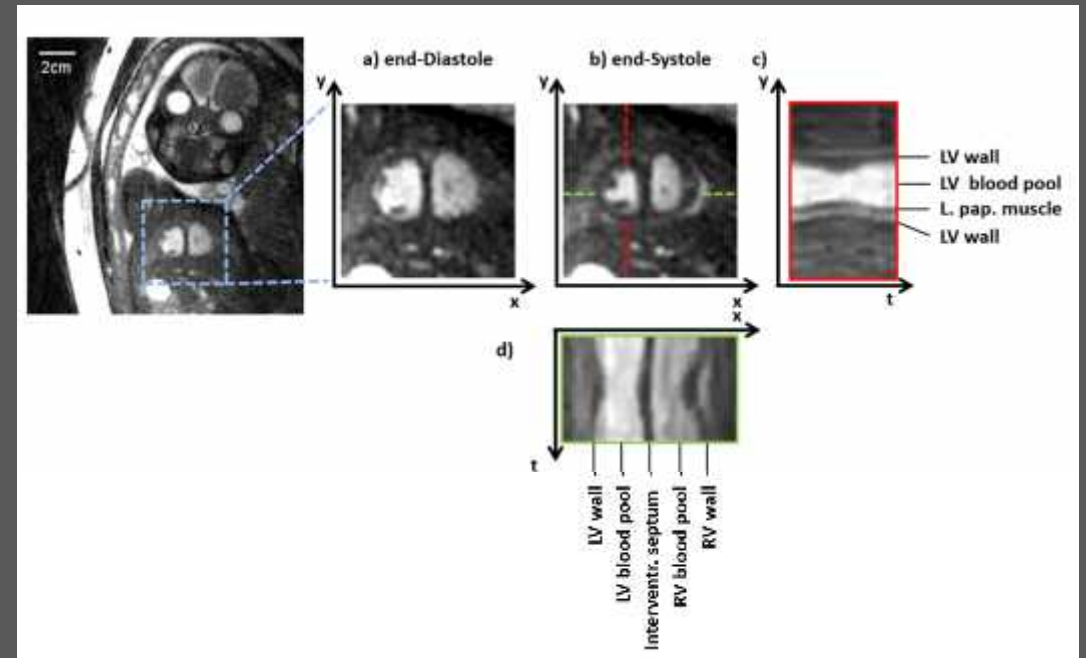 2cm
a) end-Diastole
y
x
b) end-Systole
y
x
c)
y
LV wall
LV blood pool
L. pap. muscle
LV wall
t
d)
x
t
LV wall
LV blood pool
Interventr. septum
RV blood pool
RV wall